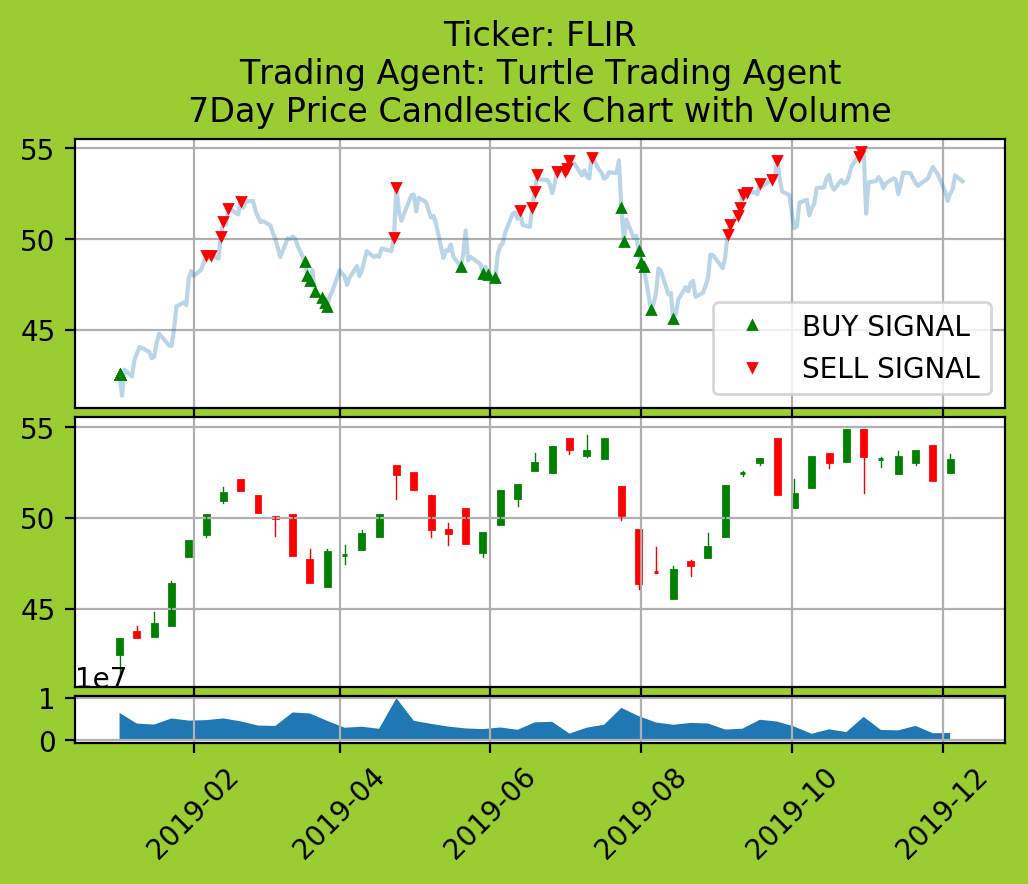 Ticker: FLIR
Trading Agent: Turtle Trading Agent
7Day Price Candlestick Chart with Volume
55
50
45
BUY SIGNAL
SELL SIGNAL
55
50
45
1e7
1
0
2019-02
2019-04
2019-06
2019-08
2019-10
2019-12